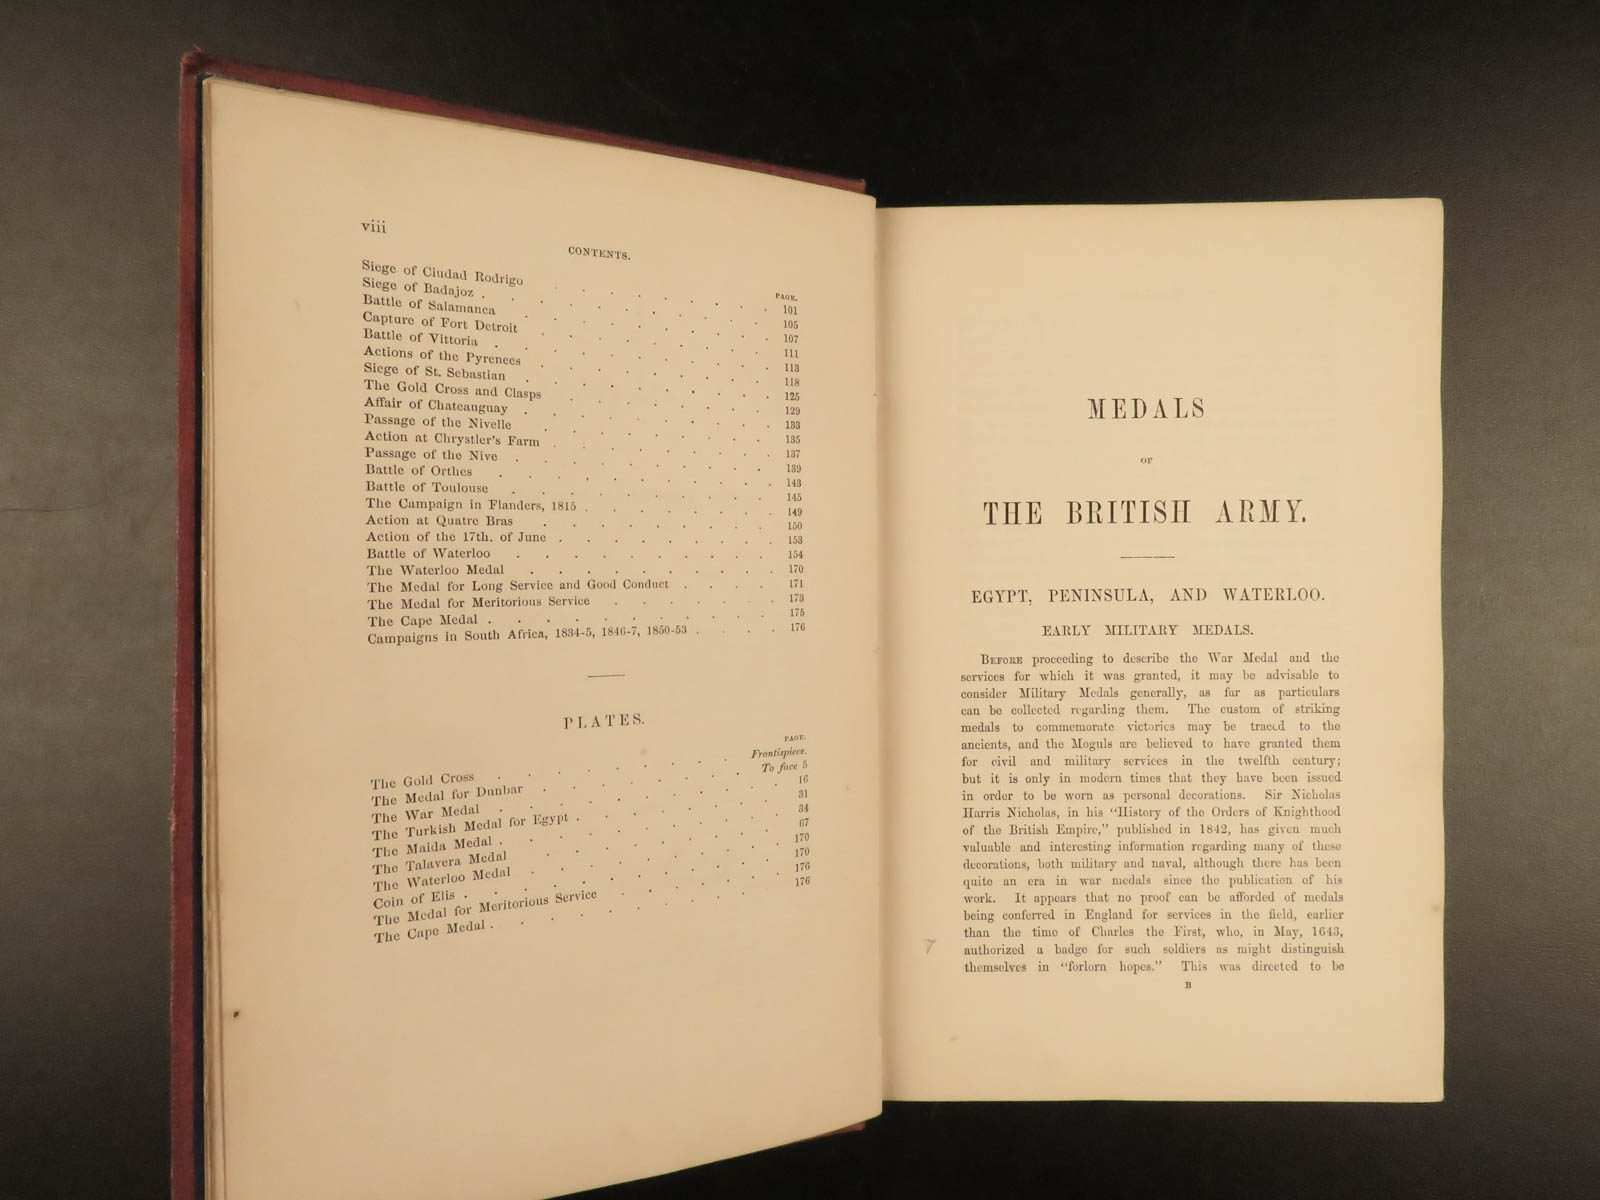 viii
CONTENTS.
PAGE.
Siege of Ciudad Rodrigo . . . . . . . . 101
Siege of Badajoz . . . . . . . . . 105
Battle of Salamanca . . . . . . . . 107
Capture of Fort Detroit . . . . . . . . 111
Battle of Vittoria . . . . . . . . . 113
Actions of the Pyrenees . . . . . . . . 118
Siege of St. Sebastian . . . . . . . . 125
The Gold Cross and Clasps . . . . . . . 129
Affair of Chateauguay . . . . . . . . 133
Passage of the Nivelle . . . . . . . . 135
Action at Chrystler's Farm . . . . . . . 137
Passage of the Nive . . . . . . . . 139
Battle of Orthes . . . . . . . . . 143
Battle of Toulouse . . . . . . . . 145
The Campaign in Flanders, 1815 . . . . . . 149
Action at Quatre Bras . . . . . . . . 150
Action of the 17th. of June . . . . . . . 153
Battle of Waterloo . . . . . . . . 154
The Waterloo Medal . . . . . . . . 170
The Medal for Long Service and Good Conduct . . . . 171
The Medal for Meritorious Service . . . . . . 173
The Cape Medal . . . . . . . . . 175
Campaigns in South Africa, 1834-5, 1846-7, 1850-53 . . . . 176
PLATES.
PAGE.
The Gold Cross . . . . . . . Frontispiece.
The Medal for Dunbar . . . . . . To face 5
The War Medal . . . . . . . . 16
The Turkish Medal for Egypt . . . . . . 31
The Maida Medal . . . . . . . . 34
The Talavera Medal . . . . . . . 67
The Waterloo Medal . . . . . . . 170
Coin of Elis . . . . . . . . . 170
The Medal for Meritorious Service . . . . . 176
The Cape Medal . . . . . . . . 176
MEDALS
OF
THE BRITISH ARMY.
EGYPT, PENINSULA, AND WATERLOO.
EARLY MILITARY MEDALS.
BEFORE proceeding to describe the War Medal and the
services for which it was granted, it may be advisable to
consider Military Medals generally, as far as particulars
can be collected regarding them. The custom of striking
medals to commemorate victories may be traced to the
ancients, and the Moguls are believed to have granted them
for civil and military services in the twelfth century;
but it is only in modern times that they have been issued
in order to be worn as personal decorations. Sir Nicholas
Harris Nicholas, in his "History of the Orders of Knighthood
of the British Empire," published in 1842, has given much
valuable and interesting information regarding many of these
decorations, both military and naval, although there has been
quite an era in war medals since the publication of his
work. It appears that no proof can be afforded of medals
being conferred in England for services in the field, earlier
than the time of Charles the First, who, in May, 1643,
authorized a badge for such soldiers as might distinguish
themselves in "forlorn hopes." This was directed to be
B